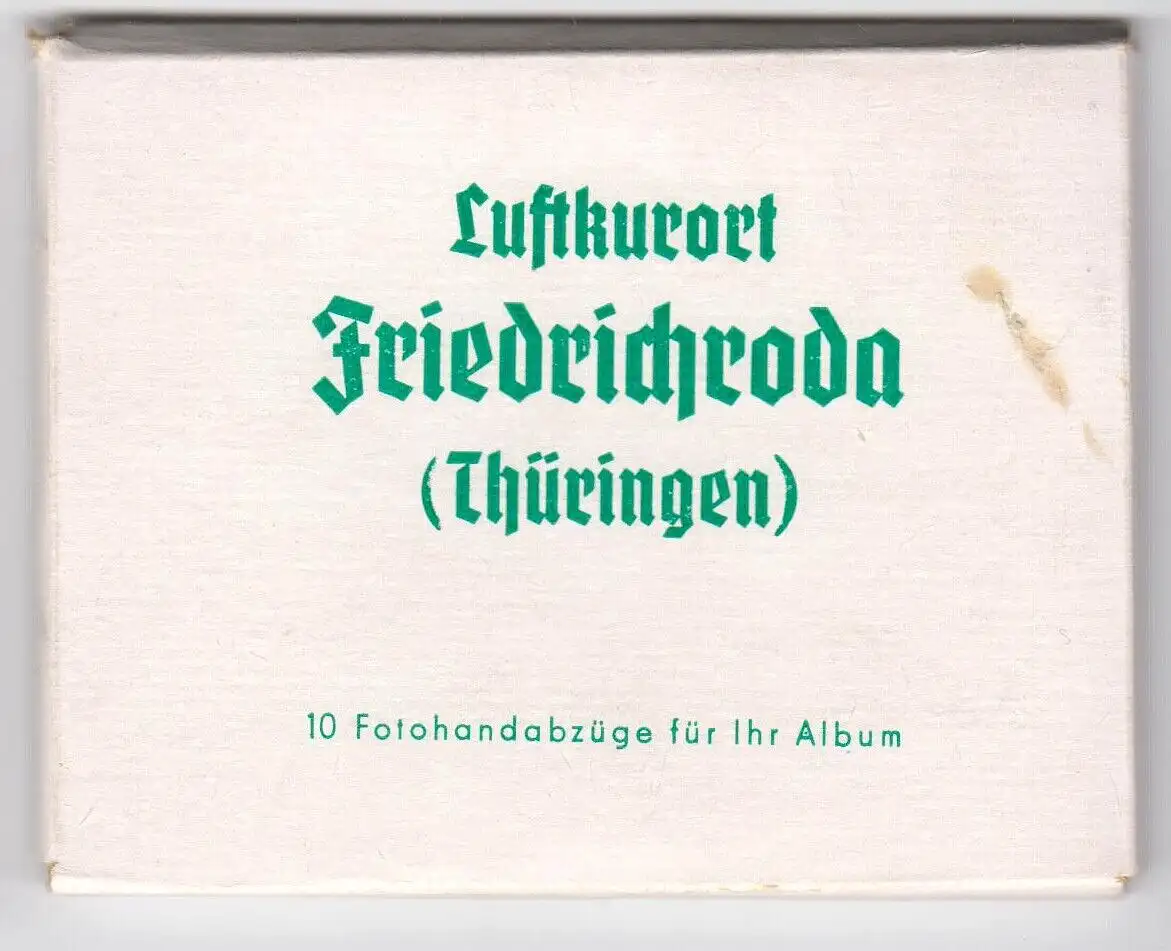 Luftkurort
Friedrichroda
(Thüringen)
10 Fotohandabzüge für Ihr Album